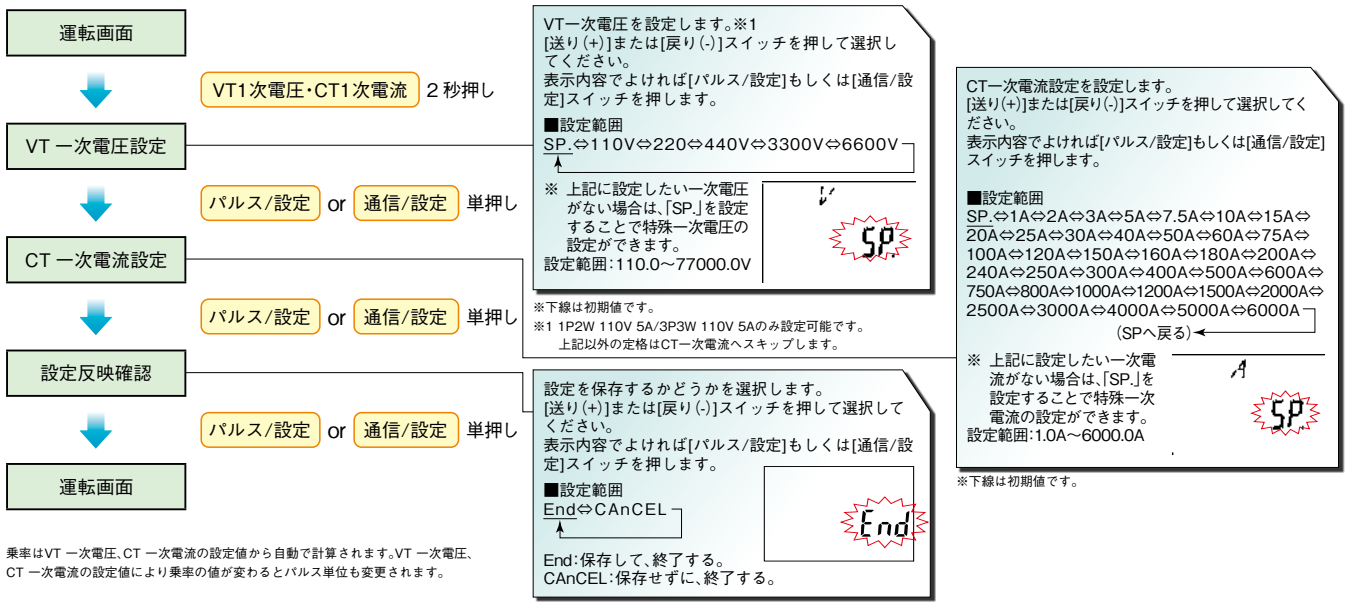 運転画面
VT1次電圧・CT1次電流 2秒押し
VT 一次電圧設定
パルス/設定 or 通信/設定 単押し
CT 一次電流設定
パルス/設定 or 通信/設定 単押し
設定反映確認
パルス/設定 or 通信/設定 単押し
運転画面
乗率はVT 一次電圧、CT 一次電流の設定値から自動で計算されます。VT 一次電圧、
CT 一次電流の設定値により乗率の値が変わるとパルス単位も変更されます。
VT一次電圧を設定します。※1
[送り(+)]または[戻り(-)]スイッチを押して選択し
てください。
表示内容でよければ[パルス/設定]もしくは[通信/設
定]スイッチを押します。
■設定範囲
SP.⇔110V⇔220⇔440V⇔3300V⇔6600V
※ 上記に設定したい一次電圧
がない場合は、「SP.」を設定
することで特殊一次電圧の
設定ができます。
設定範囲：110.0～77000.0V
V
SP.
※下線は初期値です。
※1 1P2W 110V 5A/3P3W 110V 5Aのみ設定可能です。
上記以外の定格はCT一次電流へスキップします。
設定を保存するかどうかを選択します。
[送り(+)]または[戻り(-)]スイッチを押して選択して
ください。
表示内容でよければ[パルス/設定]もしくは[通信/設
定]スイッチを押します。
■設定範囲
End⇔CAnCEL
End
End：保存して、終了する。
CAnCEL：保存せずに、終了する。
CT一次電流設定を設定します。
[送り(+)]または[戻り(-)]スイッチを押して選択してく
ださい。
表示内容でよければ[パルス/設定]もしくは[通信/設定]
スイッチを押します。
■設定範囲
SP.⇔1A⇔2A⇔3A⇔5A⇔7.5A⇔10A⇔15A⇔
20A⇔25A⇔30A⇔40A⇔50A⇔60A⇔75A⇔
100A⇔120A⇔150A⇔160A⇔180A⇔200A⇔
240A⇔250A⇔300A⇔400A⇔500A⇔600A⇔
750A⇔800A⇔1000A⇔1200A⇔1500A⇔2000A⇔
2500A⇔3000A⇔4000A⇔5000A⇔6000A
(SPへ戻る)
※ 上記に設定したい一次電
流がない場合は、「SP.」を
設定することで特殊一次
電流の設定ができます。
設定範囲：1.0A～6000.0A
A
SP.
※下線は初期値です。